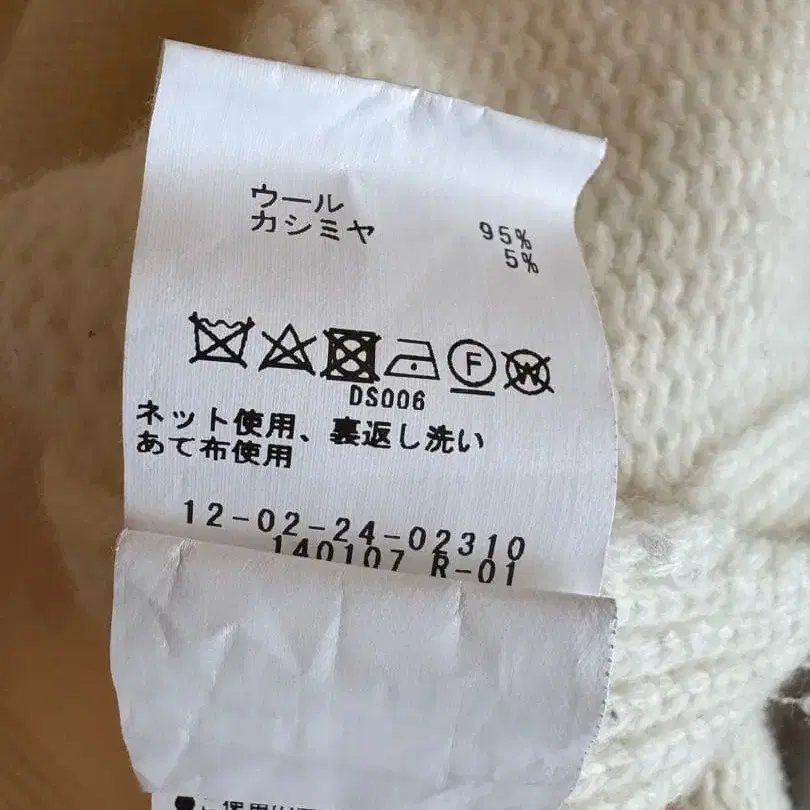 ウール 95%
カシミヤ 5%
F W
DS006
ネット使用、裏返し洗い
あて布使用
12-02-24-02310
140107 R-01